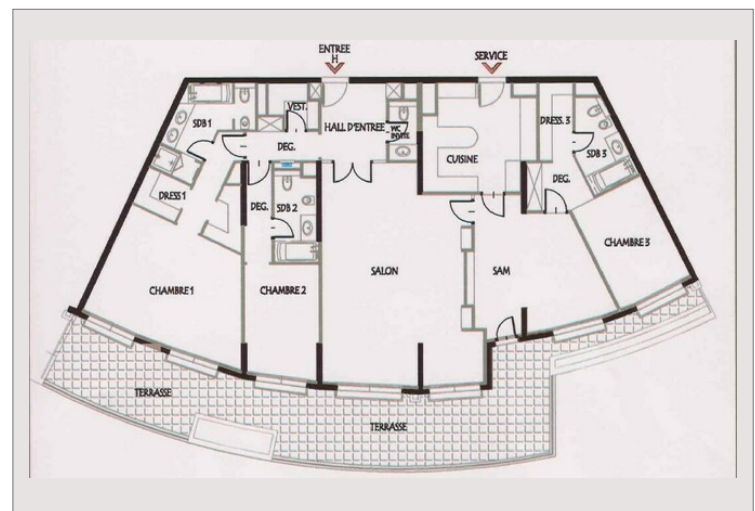 ENTREE
H
SERVICE
SDB 1
VEST.
HALL D'ENTREE
WC
INVITE
DRESS. 3
DEG.
CUISINE
SDB 3
DRESS 1
DEG.
SDB 2
DEG.
CHAMBRE 3
SALON
SAM
CHAMBRE 1
CHAMBRE 2
TERRASSE
TERRASSE